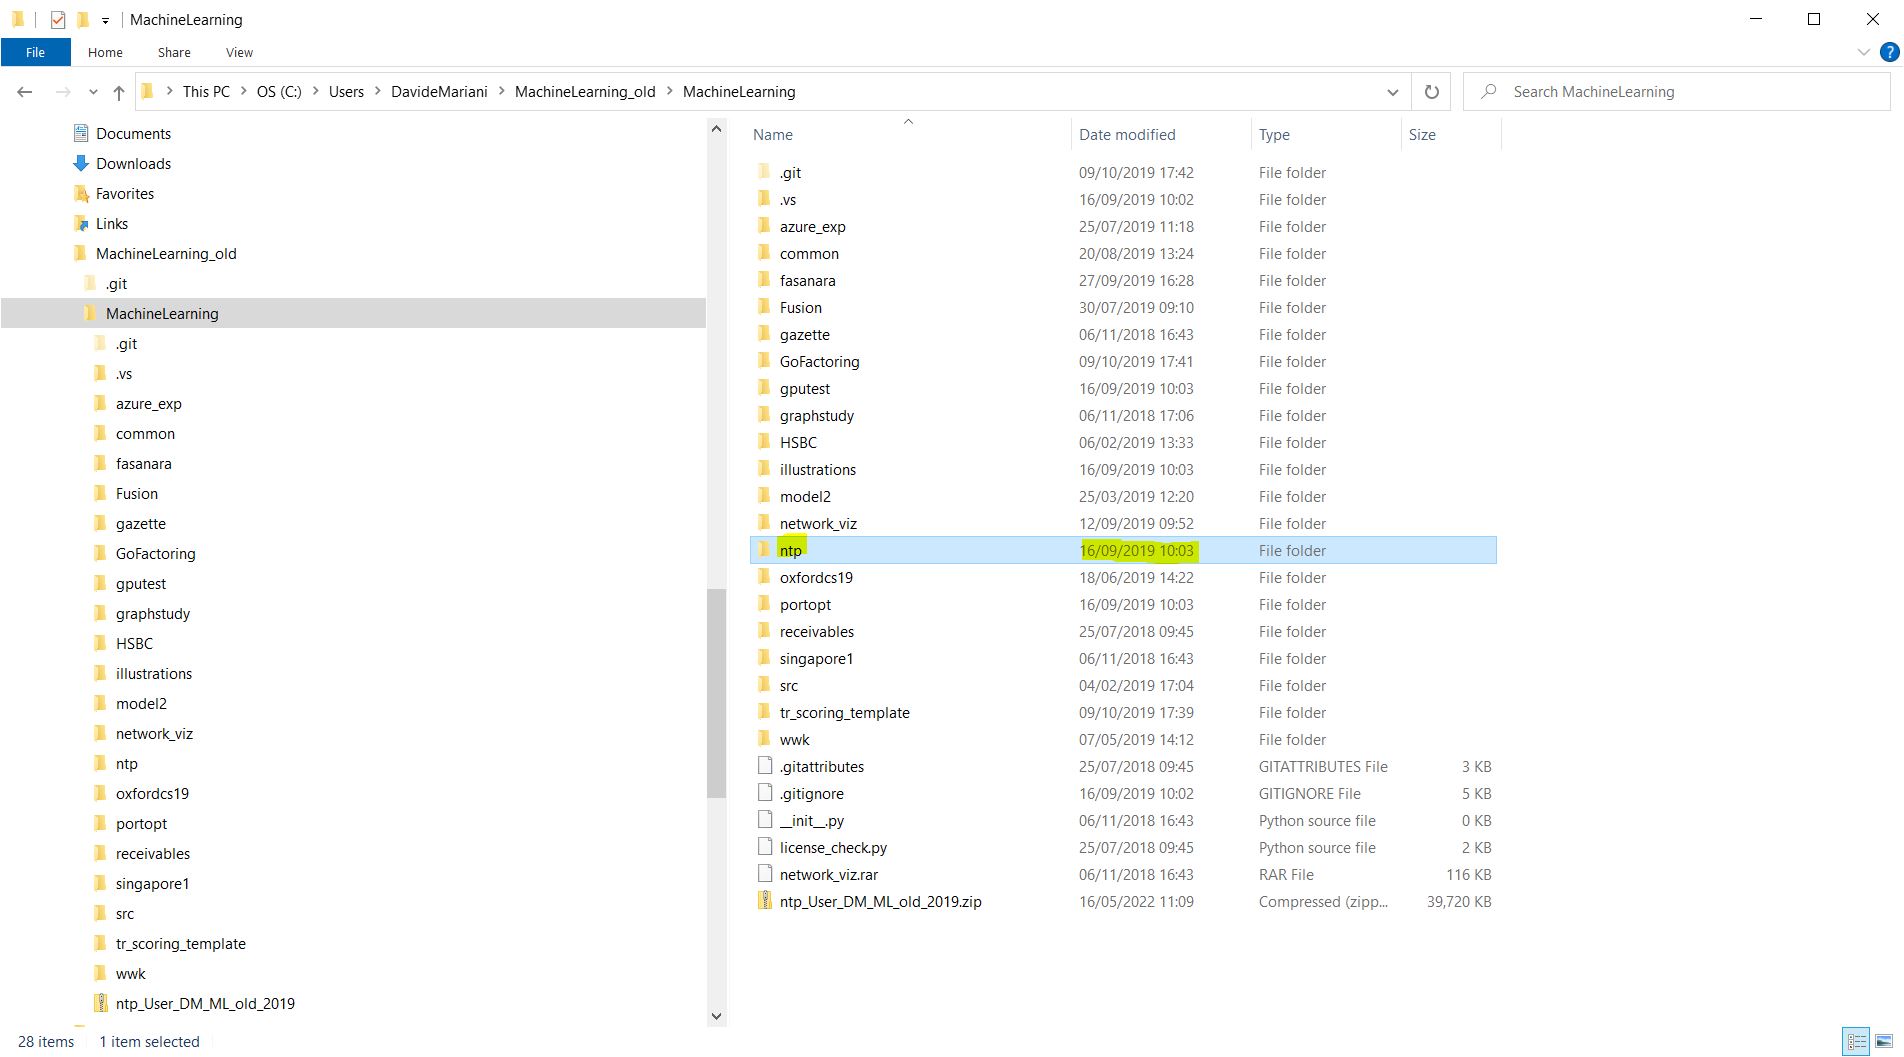 MachineLearning
File Home Share View
This PC > OS (C:) > Users > DavideMariani > MachineLearning_old > MachineLearning
Search MachineLearning
Documents
Downloads
Favorites
Links
MachineLearning_old
.git
MachineLearning
.git
.vs
azure_exp
common
fasanara
Fusion
gazette
GoFactoring
gputest
graphstudy
HSBC
illustrations
model2
network_viz
ntp
oxfordcs19
portopt
receivables
singapore1
src
tr_scoring_template
wwk
ntp_User_DM_ML_old_2019
Name Date modified Type Size
.git 09/10/2019 17:42 File folder
.vs 16/09/2019 10:02 File folder
azure_exp 25/07/2019 11:18 File folder
common 20/08/2019 13:24 File folder
fasanara 27/09/2019 16:28 File folder
Fusion 30/07/2019 09:10 File folder
gazette 06/11/2018 16:43 File folder
GoFactoring 09/10/2019 17:41 File folder
gputest 16/09/2019 10:03 File folder
graphstudy 06/11/2018 17:06 File folder
HSBC 06/02/2019 13:33 File folder
illustrations 16/09/2019 10:03 File folder
model2 25/03/2019 12:20 File folder
network_viz 12/09/2019 09:52 File folder
ntp 16/09/2019 10:03 File folder
oxfordcs19 18/06/2019 14:22 File folder
portopt 16/09/2019 10:03 File folder
receivables 25/07/2018 09:45 File folder
singapore1 06/11/2018 16:43 File folder
src 04/02/2019 17:04 File folder
tr_scoring_template 09/10/2019 17:39 File folder
wwk 07/05/2019 14:12 File folder
.gitattributes 25/07/2018 09:45 GITATTRIBUTES File 3 KB
.gitignore 16/09/2019 10:02 GITIGNORE File 5 KB
__init__.py 06/11/2018 16:43 Python source file 0 KB
license_check.py 25/07/2018 09:45 Python source file 2 KB
network_viz.rar 06/11/2018 16:43 RAR File 116 KB
ntp_User_DM_ML_old_2019.zip 16/05/2022 11:09 Compressed (zipp... 39,720 KB
28 items 1 item selected